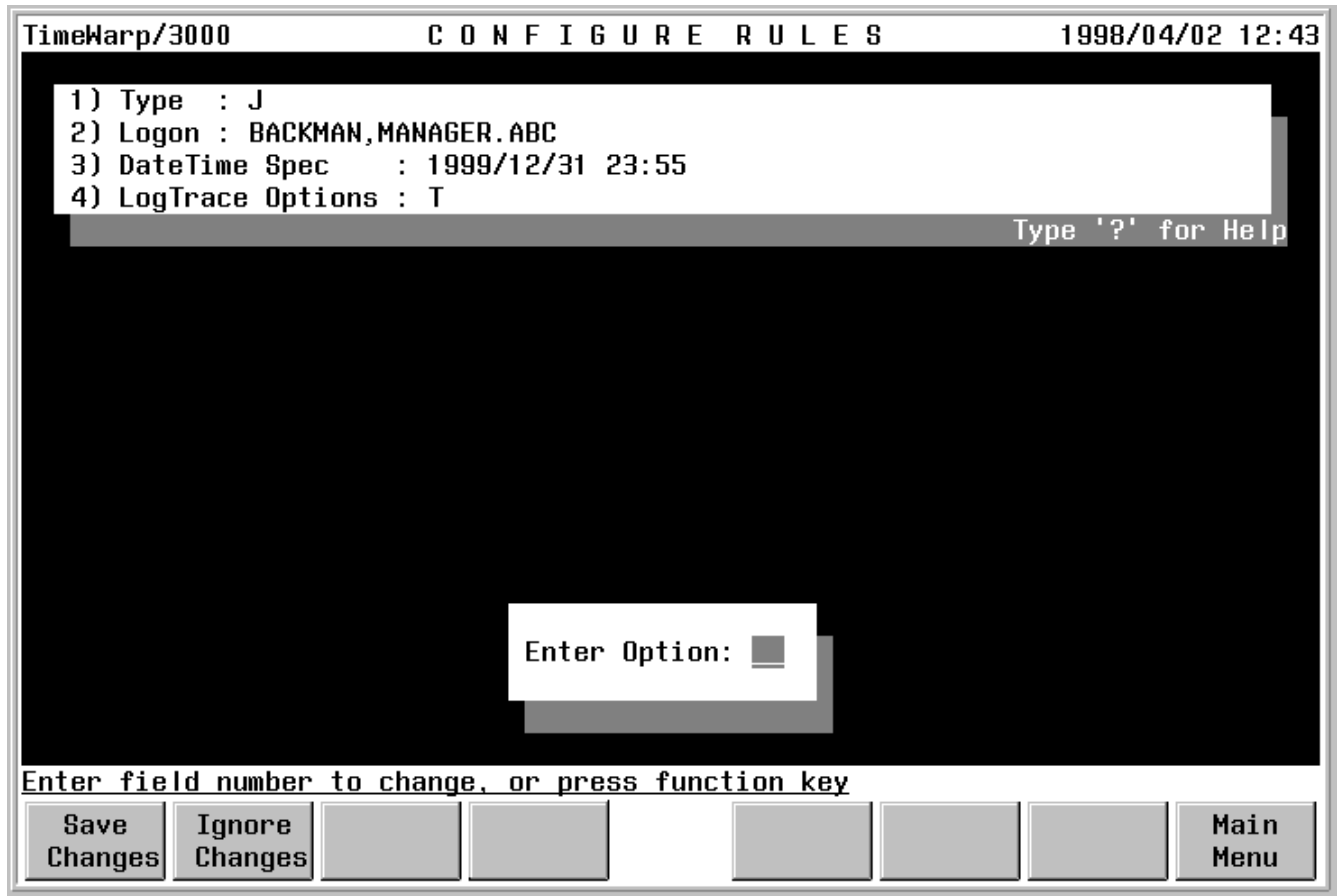 TimeWarp/3000 C O N F I G U R E R U L E S 1998/04/02 12:43
1) Type : J
2) Logon : BACKMAN,MANAGER.ABC
3) DateTime Spec : 1999/12/31 23:55
4) LogTrace Options : T
Type '?' for Help
Enter Option:
Enter field number to change, or press function key
Save Changes
Ignore Changes
Main Menu